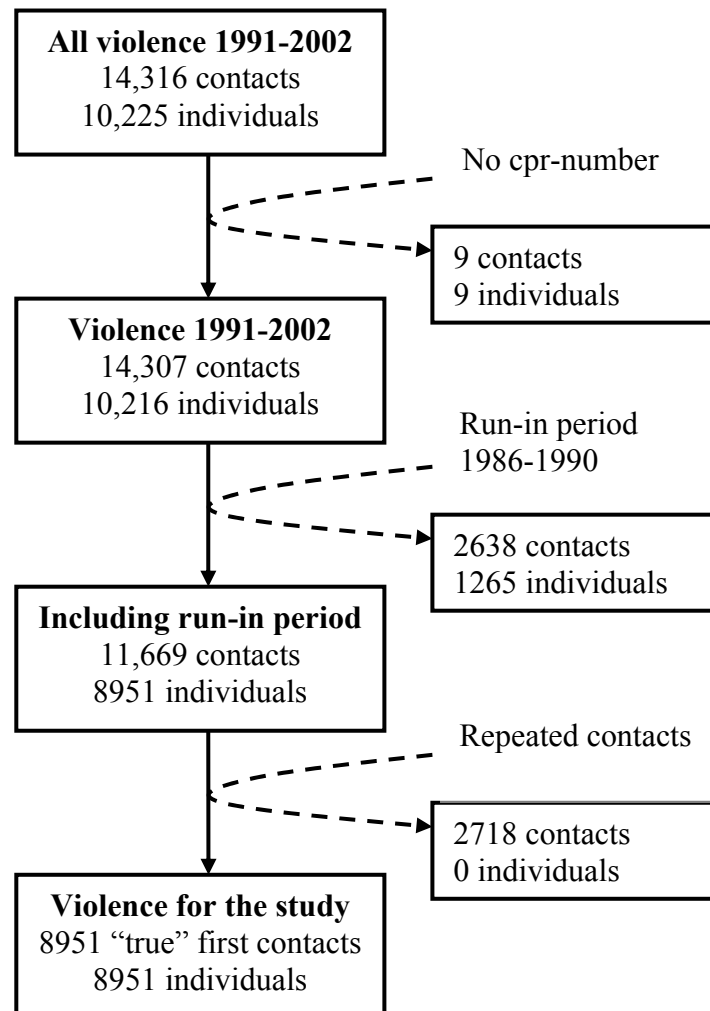 All violence 1991-2002
14,316 contacts
10,225 individuals
No cpr-number
9 contacts
9 individuals
Violence 1991-2002
14,307 contacts
10,216 individuals
Run-in period
1986-1990
2638 contacts
1265 individuals
Including run-in period
11,669 contacts
8951 individuals
Repeated contacts
2718 contacts
0 individuals
Violence for the study
8951 “true” first contacts
8951 individuals